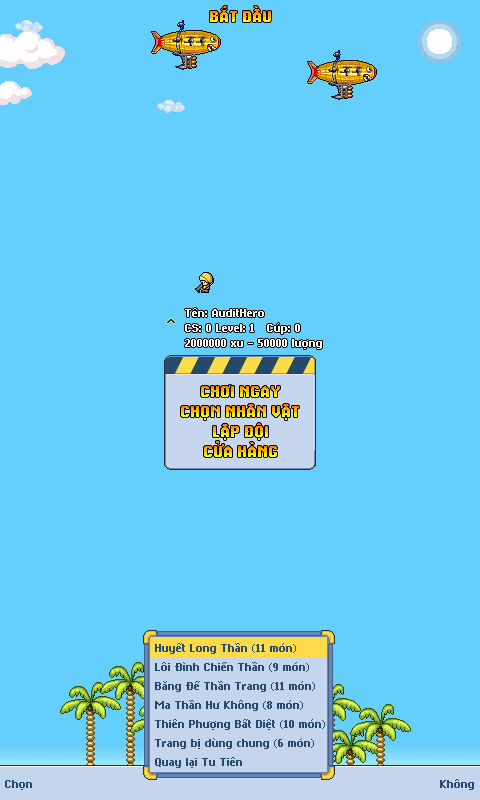 BẮT ĐẦU
Tên: AuditHero
CS: 0 Level: 1 Cúp: 0
2000000 xu - 50000 lượng
CHƠI NGAY
CHỌN NHÂN VẬT
LẬP ĐỘI
CỬA HÀNG
Huyết Long Thần (11 món)
Lôi Đình Chiến Thần (9 món)
Băng Đế Thần Trang (11 món)
Ma Thần Hư Không (8 món)
Thiên Phượng Bất Diệt (10 món)
Trang bị dùng chung (6 món)
Quay lại Tu Tiên
Chọn
Không